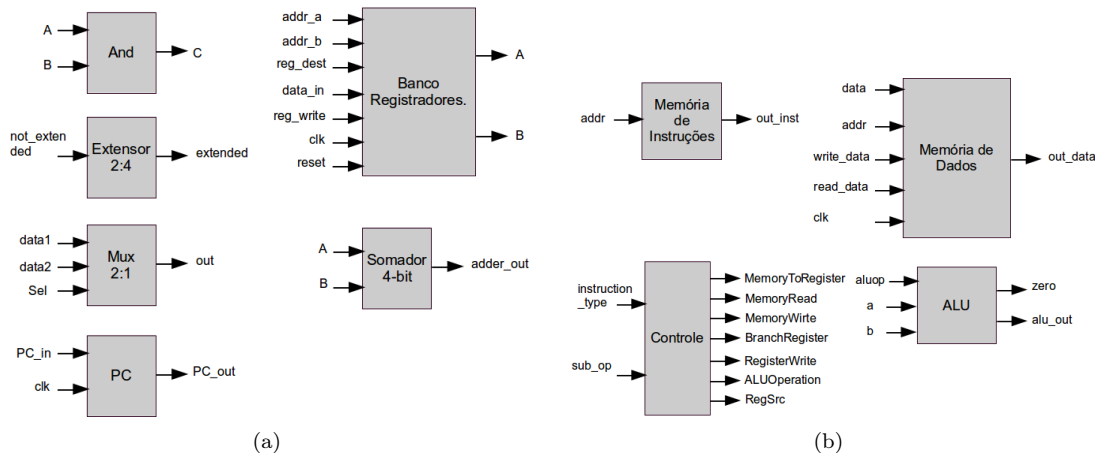 A
B
And
C
not_exten
ded
Extensor
2:4
extended
data1
data2
Sel
Mux
2:1
out
PC_in
clk
PC
PC_out
addr_a
addr_b
reg_dest
data_in
reg_write
clk
reset
Banco
Registradores.
A
B
A
B
Somador
4-bit
adder_out
(a)
addr
Memória
de
Instruções
out_inst
data
addr
write_data
read_data
clk
Memória de
Dados
out_data
instruction
_type
sub_op
Controle
MemoryToRegister
MemoryRead
MemoryWirte
BranchRegister
RegisterWrite
ALUOperation
RegSrc
aluop
a
b
ALU
zero
alu_out
(b)